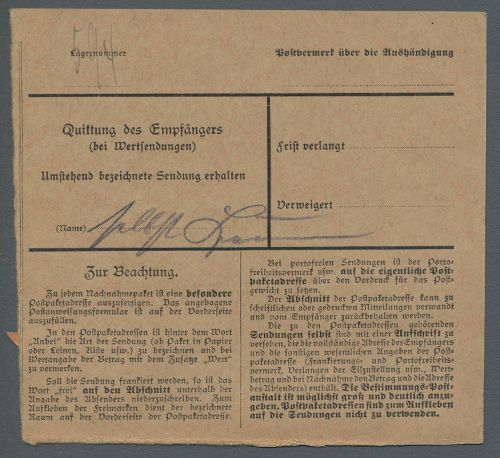 Lägernummer
Postvermerk über die Aushändigung
Quittung des Empfängers
(bei Wertsendungen)
Umstehend bezeichnete Sendung erhalten
(Name) selbst
Frist verlangt
Verweigert
Zur Beachtung.
Zu jedem Nachnahmepaket ist eine besondere
Postpaketadresse auszufertigen. Das angebogene
Postanweisungsformular ist auf der Vorderseite
auszufüllen.
In den Postpaketadressen ist hinter dem Wort
"Anbei" die Art der Sendung (ob Paket in Papier
oder Leinen, Kiste usw.) zu bezeichnen und bei
Wertangabe der Betrag mit dem Zusatze „Wert"
zu vermerken.
Soll die Sendung frankiert werden, so ist das
Wort "frei" auf den Abschnitt unterhalb der
Angabe des Absenders niederzuschreiben. Zum
Aufkleben der Freimarken dient der bezeichnete
Raum auf der Vorderseite der Postpaketadresse.
Bei portofreien Sendungen ist der Porto-
freiheitsvermerk usw. auf die eigentliche Post-
paketadresse über den Vordruck für das Post-
gewicht zu setzen.
Der Abschnitt der Postpaketadresse kann zu
schriftlichen oder gedruckten Mitteilungen verwandt
und vom Empfänger zurückbehalten werden.
Die zu den Postpaketadressen gehörenden
Sendungen selbst sind mit einer Aufschrift zu
versehen, die die vollständige Adresse des Empfängers
und die sonstigen wesentlichen Angaben der Post
paketadresse (Frankierungs- und Portofreiheits-
vermerk, Verlangen der Eilzustellung usw., Wert-
betrag und bei Nachnahme den Betrag und die Adresse
des Absenders) enthält. Die Bestimmungs-Post-
anstalt ist möglichst groß und deutlich anzu-
geben. Postpaketadressen sind zum Aufkleben
auf die Sendungen nicht zu verwenden.